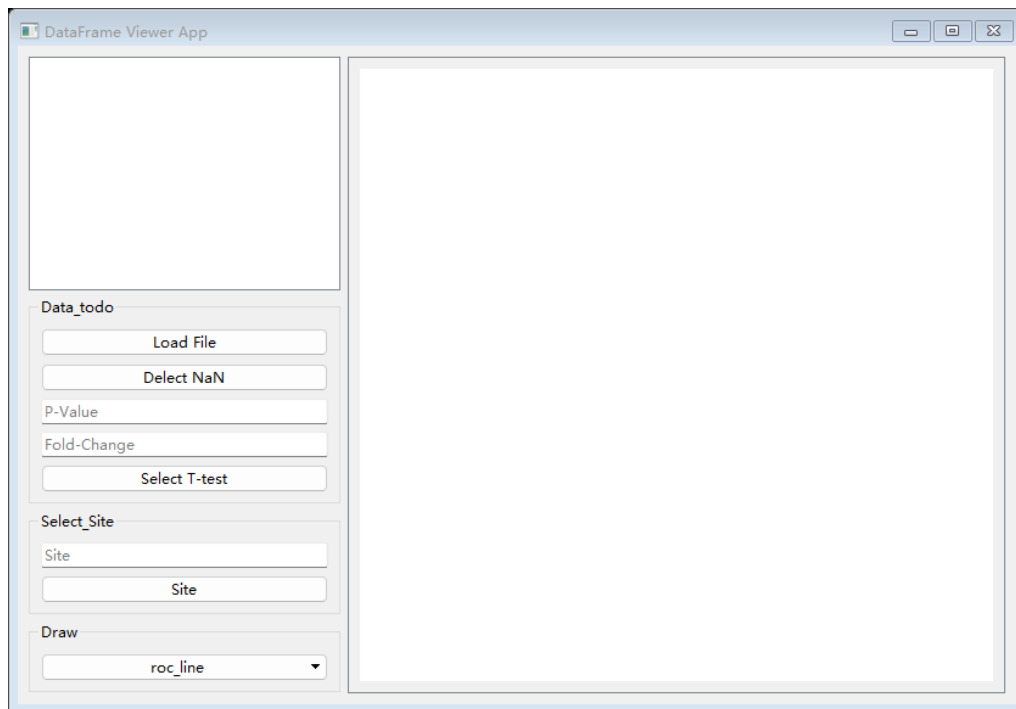 DataFrame Viewer App
Data_todo
Load File
Delect NaN
P-Value
Fold-Change
Select T-test
Select_Site
Site
Site
Draw
roc_line